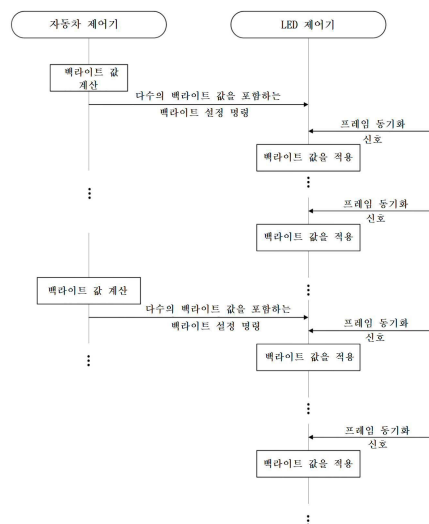 자동차 제어기
LED 제어기
백라이트 값
계산
다수의 백라이트 값을 포함하는
백라이트 설정 명령
프레임 동기화
신호
백라이트 값을 적용
프레임 동기화
신호
백라이트 값을 적용
백라이트 값 계산
다수의 백라이트 값을 포함하는
백라이트 설정 명령
프레임 동기화
신호
백라이트 값을 적용
프레임 동기화
신호
백라이트 값을 적용